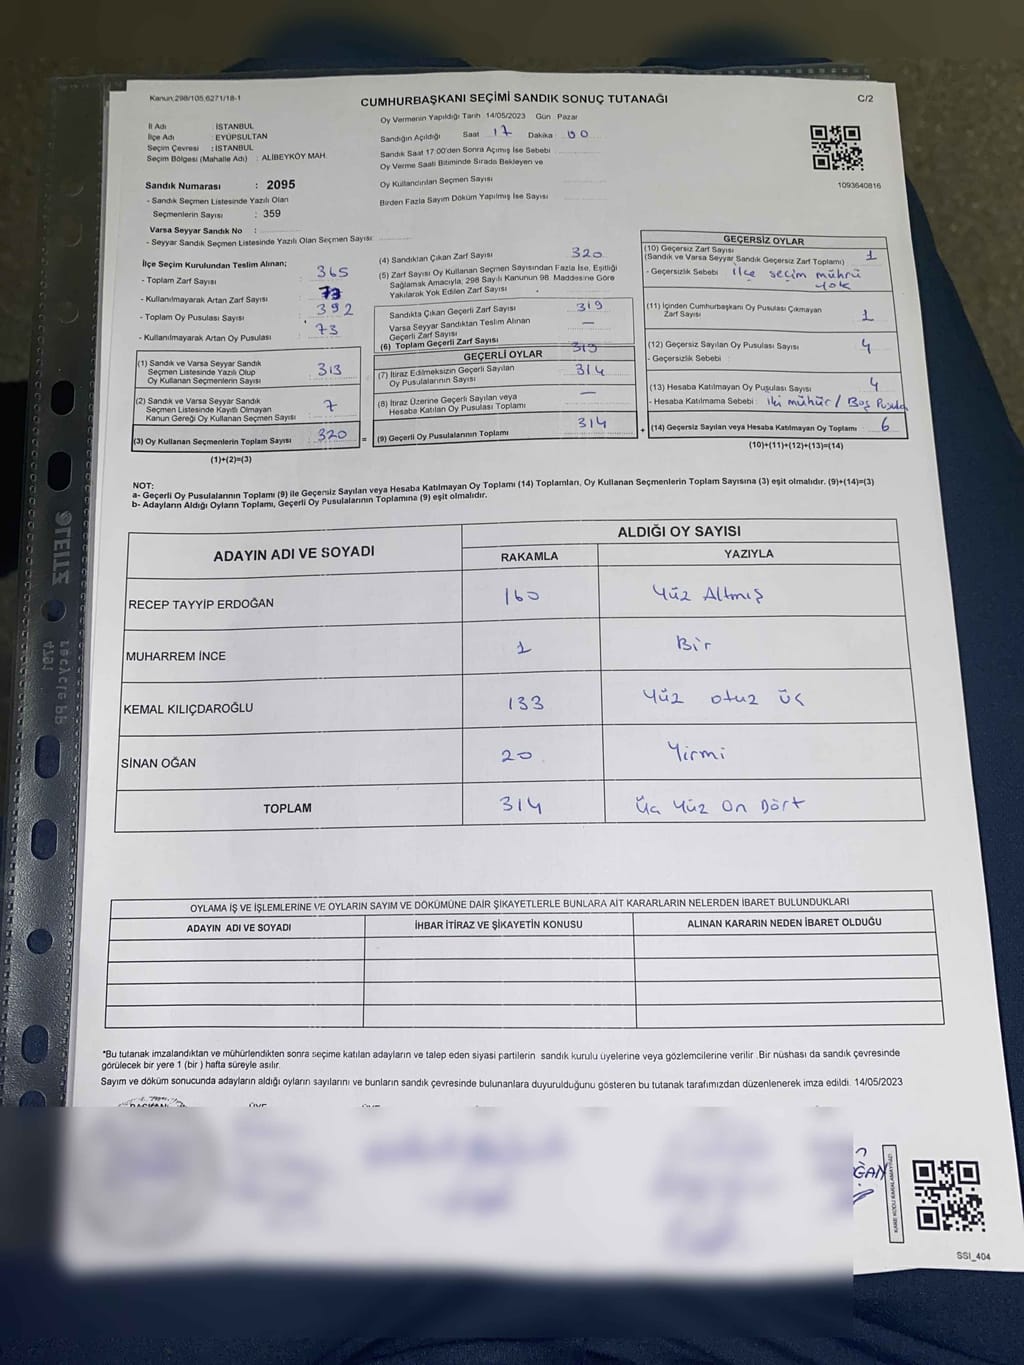 Kanun:298/105,6271/18-1
CUMHURBAŞKANI SEÇİMİ SANDIK SONUÇ TUTANAĞI
C/2
İl Adı : İSTANBUL
İlçe Adı : EYÜPSULTAN
Seçim Çevresi : İSTANBUL
Seçim Bölgesi (Mahalle Adı) : ALİBEYKÖY MAH.
Oy Vermenin Yapıldığı Tarih 14/05/2023 Gün : Pazar
Sandığın Açıldığı Saat 17 Dakika : 00
Sandık Saat 17:00'den Sonra Açımış İse Sebebi
Oy Verme Saati Bitiminde Sırada Bekleyen ve
Oy Kullandırılan Seçmen Sayısı
Birden Fazla Sayım Döküm Yapılmış İse Sayısı
1093640816
Sandık Numarası : 2095
- Sandık Seçmen Listesinde Yazılı Olan
Seçmenlerin Sayısı : 359
Varsa Seyyar Sandık No :
- Seyyar Sandık Seçmen Listesinde Yazılı Olan Seçmen Sayısı:
İlçe Seçim Kurulundan Teslim Alınan;
- Toplam Zarf Sayısı 365
- Kullanılmayarak Artan Zarf Sayısı 73
- Toplam Oy Pusulası Sayısı 392
- Kullanılmayarak Artan Oy Pusulası 73
(1) Sandık ve Varsa Seyyar Sandık
Seçmen Listesinde Yazılı Olup
Oy Kullanan Seçmenlerin Sayısı 313
(2) Sandık ve Varsa Seyyar Sandık
Seçmen Listesinde Kayıtlı Olmayan
Kanun Gereği Oy Kullanan Seçmen Sayısı 7
(3) Oy Kullanan Seçmenlerin Toplam Sayısı 320 =
(1)+(2)=(3)
(4) Sandıktan Çıkan Zarf Sayısı 320
(5) Zarf Sayısı Oy Kullanan Seçmen Sayısından Fazla İse, Eşitliği
Sağlamak Amacıyla, 298 Sayılı Kanunun 98. Maddesine Göre
Yakılarak Yok Edilen Zarf Sayısı
Sandıkta Çıkan Geçerli Zarf Sayısı 319
Varsa Seyyar Sandıktan Teslim Alınan
Geçerli Zarf Sayısı —
(6) Toplam Geçerli Zarf Sayısı 319
GEÇERLİ OYLAR
(7) İtiraz Edilmeksizin Geçerli Sayılan
Oy Pusulalarının Sayısı 314
(8) İtiraz Üzerine Geçerli Sayılan veya
Hesaba Katılan Oy Pusulası Toplamı —
(9) Geçerli Oy Pusulalarının Toplamı 314 +
GEÇERSİZ OYLAR
(10) Geçersiz Zarf Sayısı
(Sandık ve Varsa Seyyar Sandık Geçersiz Zarf Toplamı) 1
- Geçersizlik Sebebi : İlçe seçim mührü
yok
(11) İçinden Cumhurbaşkanı Oy Pusulası Çıkmayan
Zarf Sayısı 1
(12) Geçersiz Sayılan Oy Pusulası Sayısı 4
- Geçersizlik Sebebi :
(13) Hesaba Katılmayan Oy Pusulası Sayısı 4
- Hesaba Katılmama Sebebi : İki mühür / Boş Pusula
(14) Geçersiz Sayılan veya Hesaba Katılmayan Oy Toplamı 6
(10)+(11)+(12)+(13)=(14)
NOT:
a- Geçerli Oy Pusulalarının Toplamı (9) ile Geçersiz Sayılan veya Hesaba Katılmayan Oy Toplamı (14) Toplamları, Oy Kullanan Seçmenlerin Toplam Sayısına (3) eşit olmalıdır. (9)+(14)=(3)
b- Adayların Aldığı Oyların Toplamı, Geçerli Oy Pusulalarının Toplamına (9) eşit olmalıdır.
ADAYIN ADI VE SOYADI
ALDIĞI OY SAYISI
RAKAMLA YAZIYLA
RECEP TAYYİP ERDOĞAN 160 Yüz Altmış
MUHARREM İNCE 1 Bir
KEMAL KILIÇDAROĞLU 133 Yüz otuz üç
SİNAN OĞAN 20 Yirmi
TOPLAM 314 Üç Yüz On Dört
OYLAMA İŞ VE İŞLEMLERİNE VE OYLARIN SAYIM VE DÖKÜMÜNE DAİR ŞİKAYETLERLE BUNLARA AİT KARARLARIN NELERDEN İBARET BULUNDUKLARI
ADAYIN ADI VE SOYADI İHBAR İTİRAZ VE ŞİKAYETİN KONUSU ALINAN KARARIN NEDEN İBARET OLDUĞU
*Bu tutanak imzalandıktan ve mühürlendikten sonra seçime katılan adayların ve talep eden siyasi partilerin sandık kurulu üyelerine veya gözlemcilerine verilir. Bir nüshası da sandık çevresinde
görülecek bir yere 1 (bir) hafta süreyle asılır.
Sayım ve döküm sonucunda adayların aldığı oyların sayılarını ve bunların sandık çevresinde bulunanlara duyurulduğunu gösteren bu tutanak tarafımızdan düzenlenerek imza edildi. 14/05/2023
KARE KODU KARALAMAYINIZ
SSI_404
LEITZ
recycle PP
4791